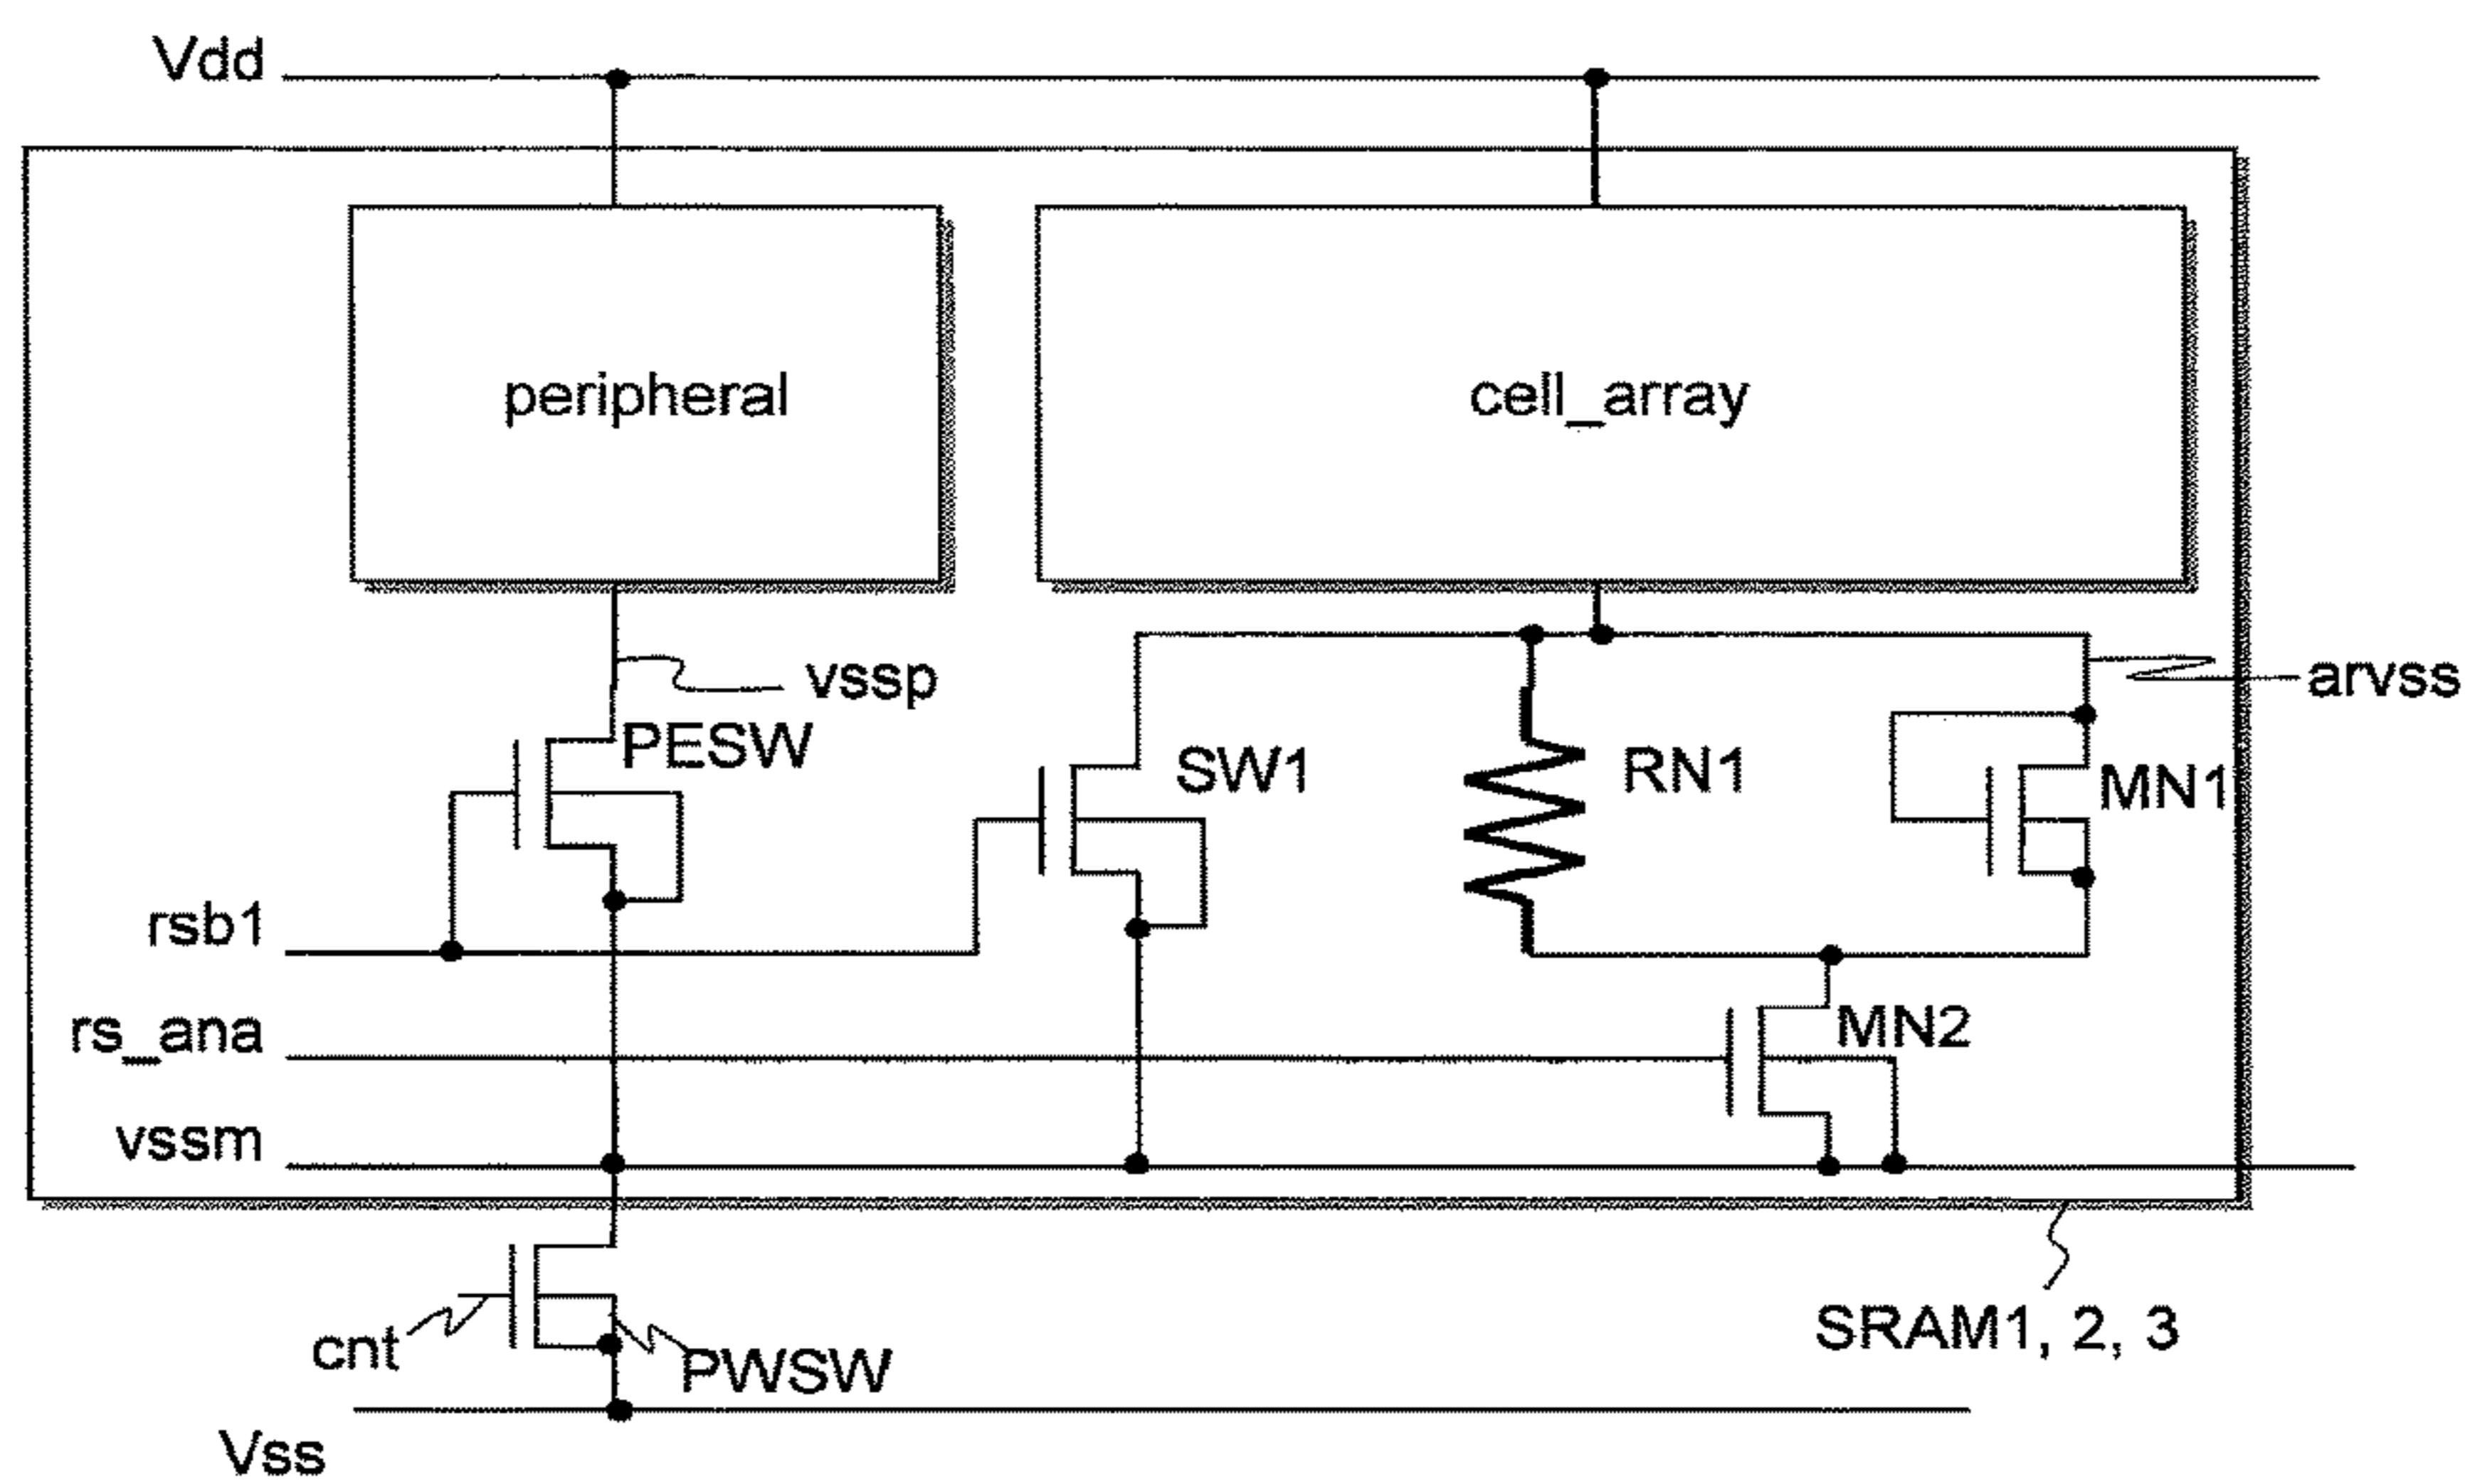 Vdd
peripheral
cell_array
vssp
arvss
PESW
SW1
RN1
MN1
rsb1
rs_ana
MN2
vssm
cnt
PWSW
SRAM1, 2, 3
Vss